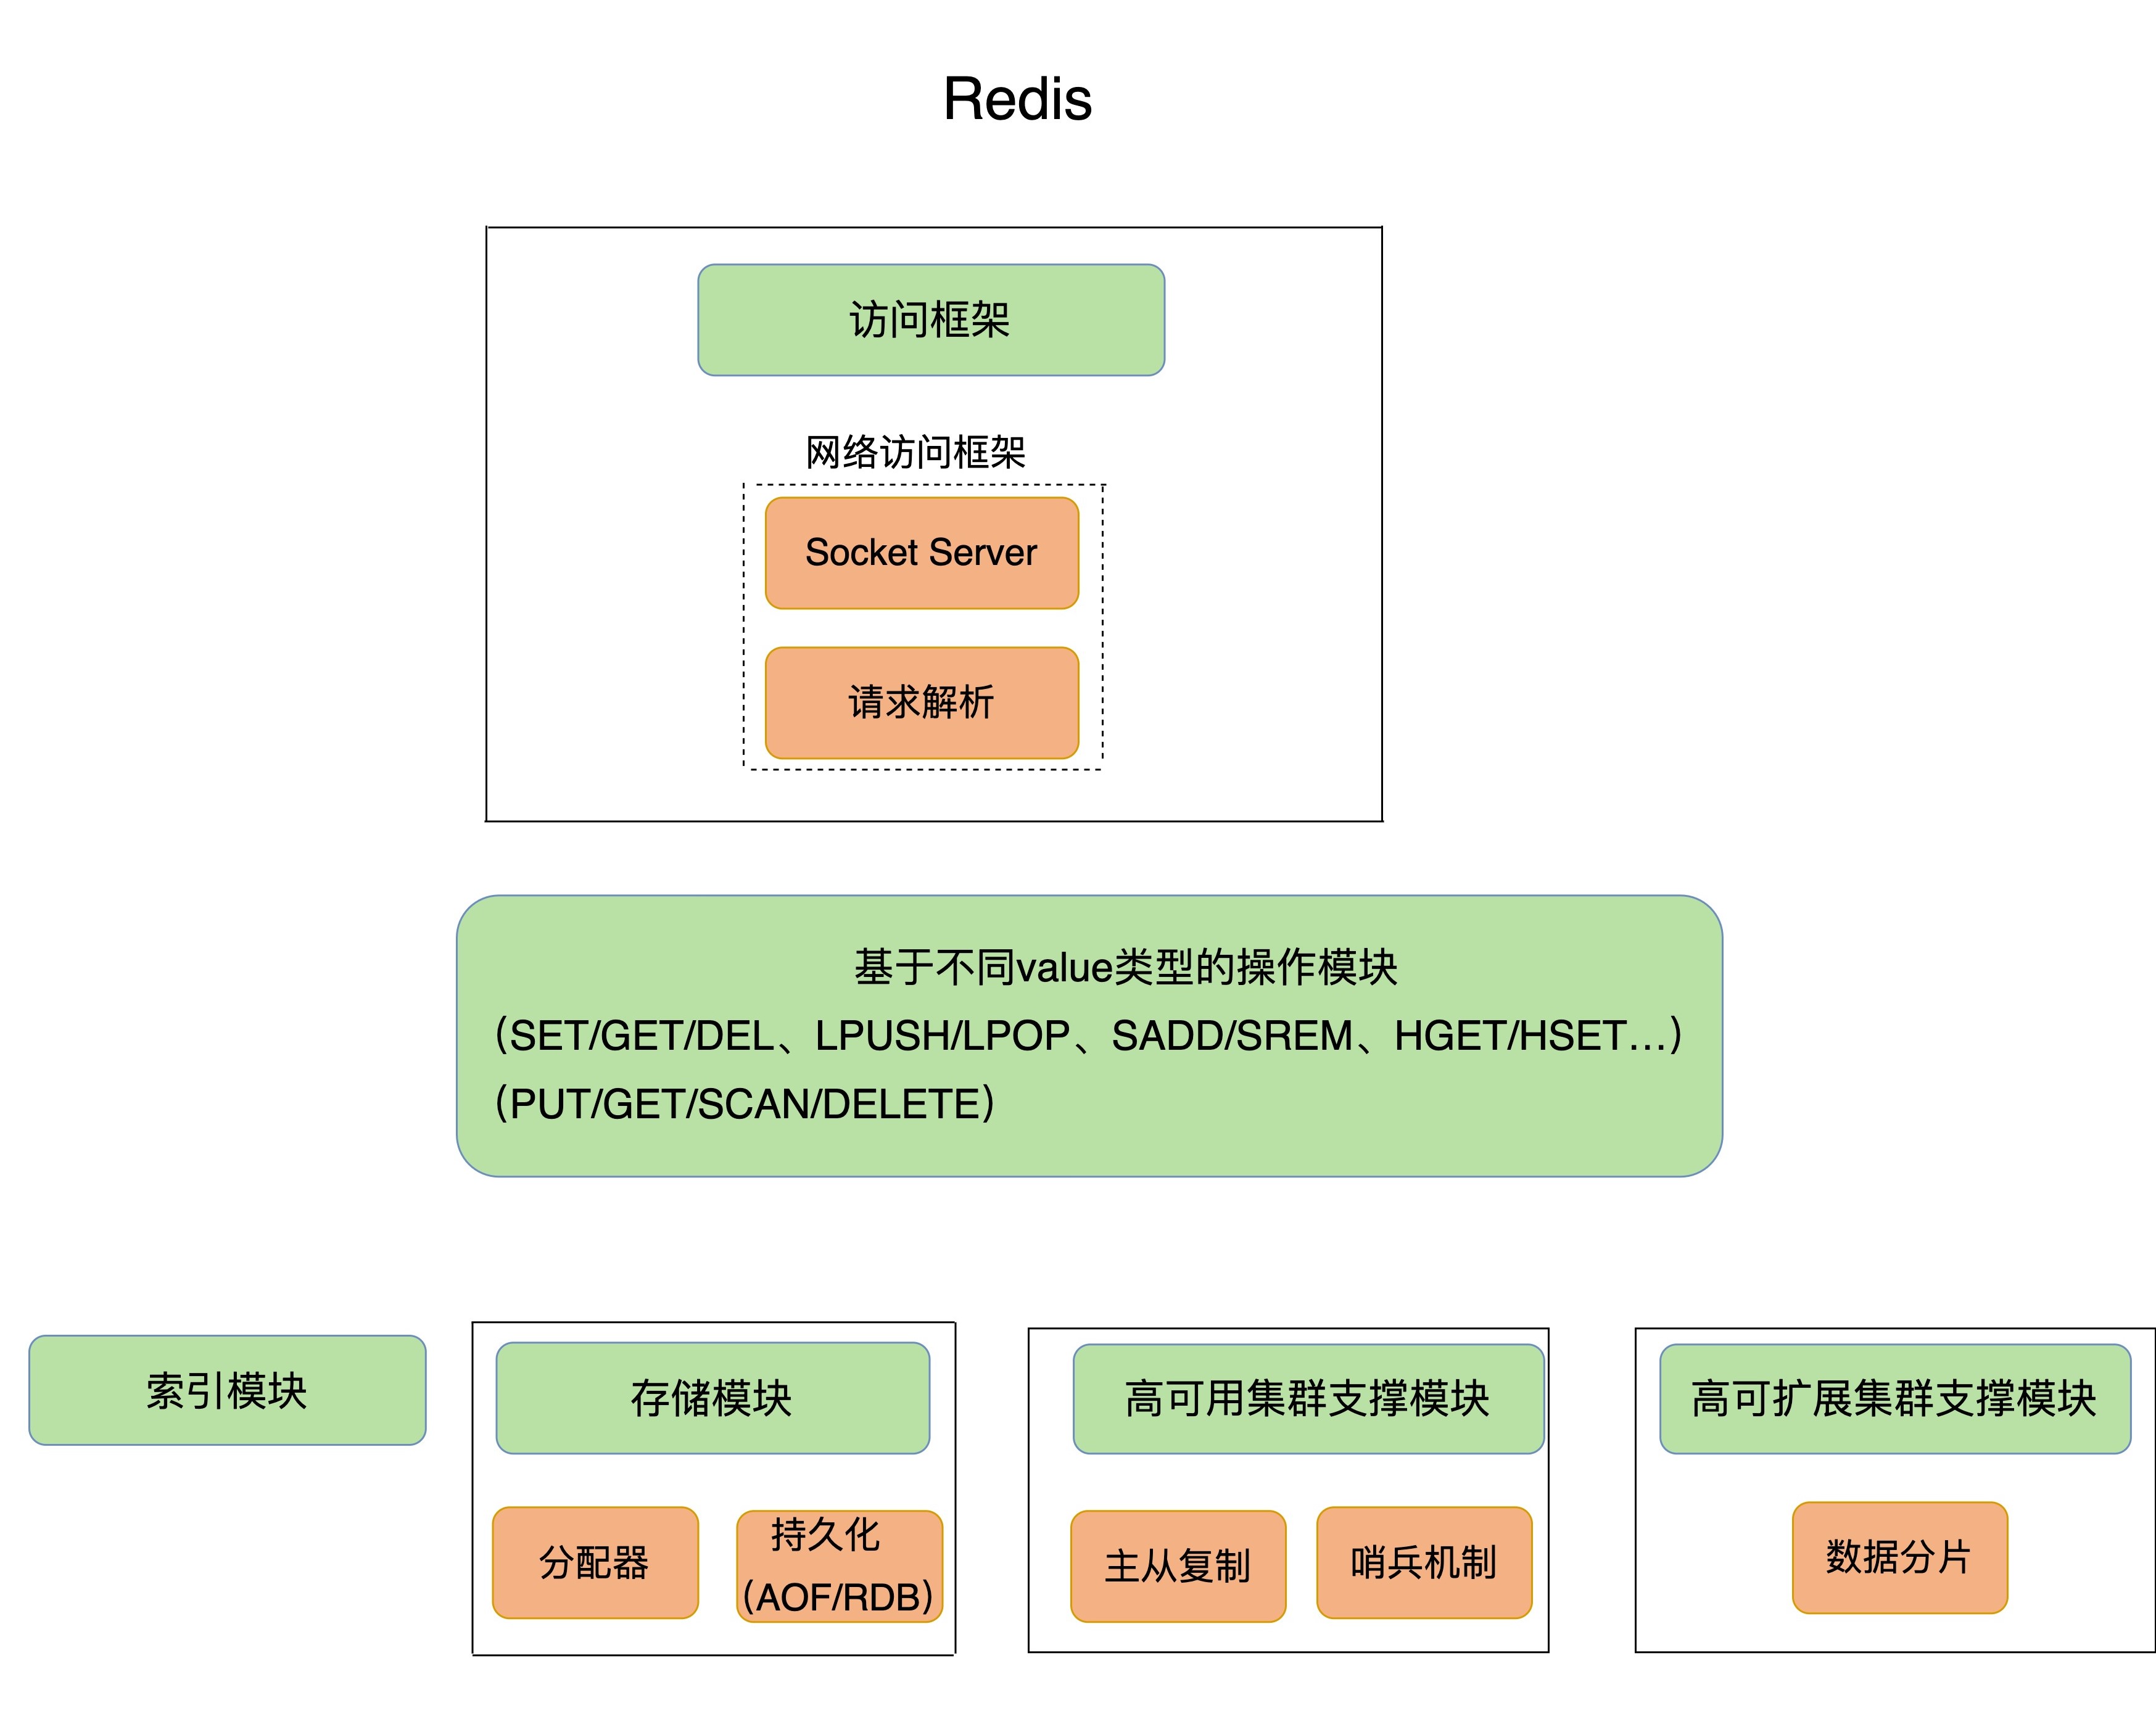 Redis
访问框架
网络访问框架
Socket Server
请求解析
基于不同value类型的操作模块
（SET/GET/DEL、LPUSH/LPOP、SADD/SREM、HGET/HSET...）
（PUT/GET/SCAN/DELETE）
索引模块
存储模块
高可用集群支撑模块
高可扩展集群支撑模块
分配器
持久化
（AOF/RDB）
主从复制
哨兵机制
数据分片